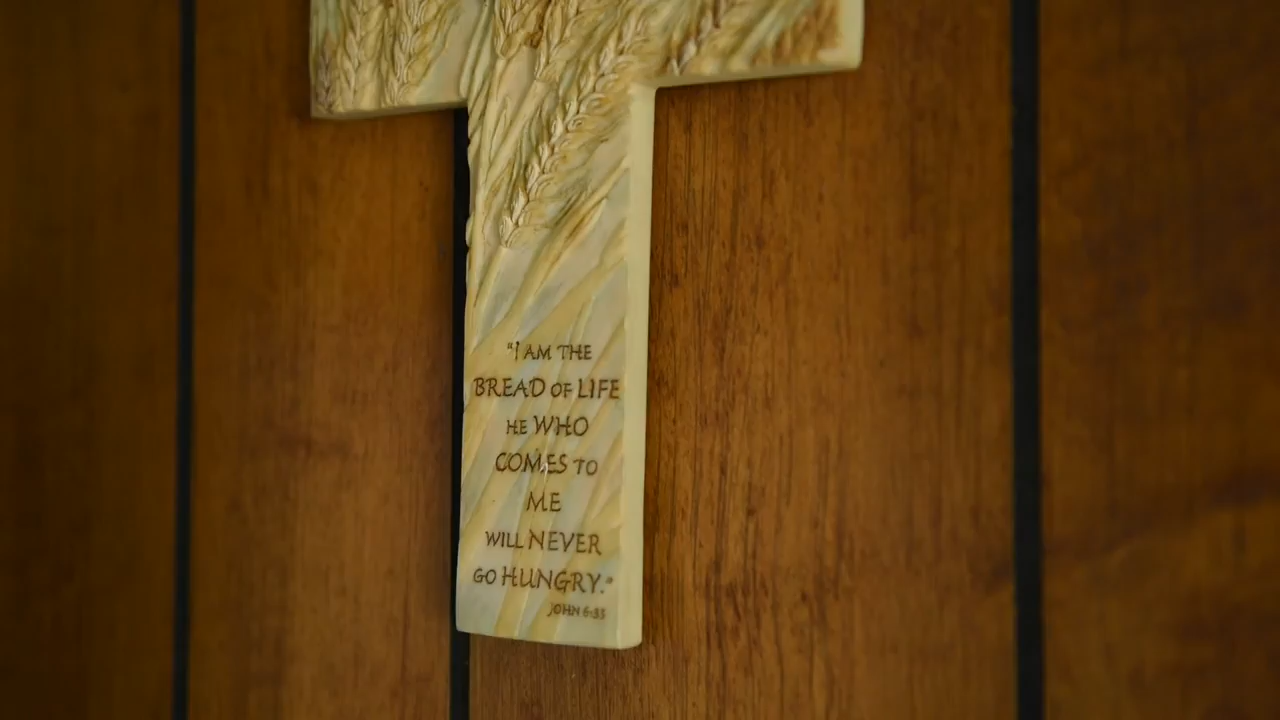 "I AM THE
BREAD OF LIFE
HE WHO
COMES TO
ME
WILL NEVER
GO HUNGRY."
JOHN 6:35